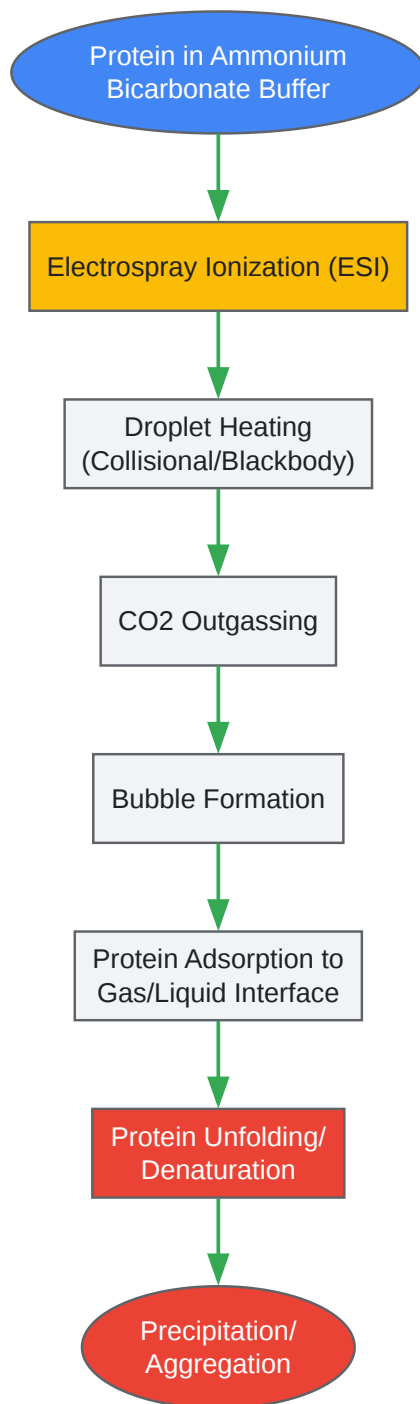 Protein in Ammonium
Bicarbonate Buffer
Electrospray Ionization (ESI)
Droplet Heating
(Collisional/Blackbody)
CO2 Outgassing
Bubble Formation
Protein Adsorption to
Gas/Liquid Interface
Protein Unfolding/
Denaturation
Precipitation/
Aggregation